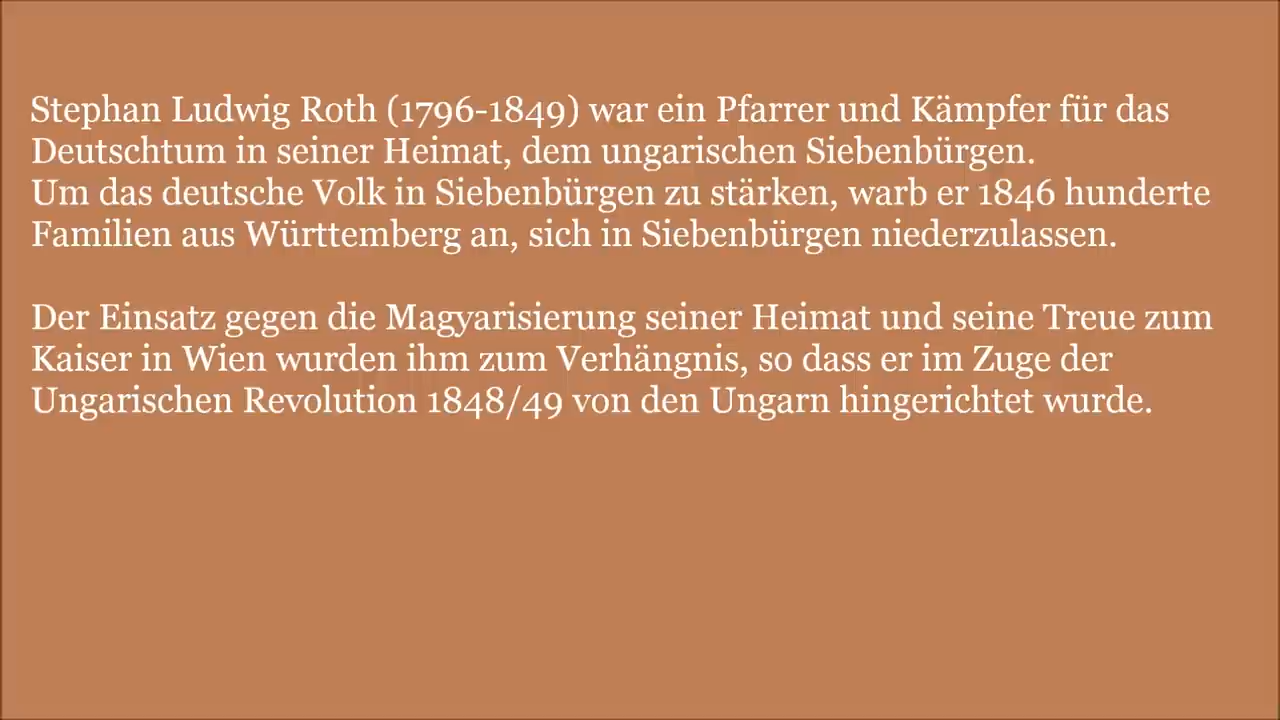 Stephan Ludwig Roth (1796-1849) war ein Pfarrer und Kämpfer für das
Deutschtum in seiner Heimat, dem ungarischen Siebenbürgen.
Um das deutsche Volk in Siebenbürgen zu stärken, warb er 1846 hunderte
Familien aus Württemberg an, sich in Siebenbürgen niederzulassen.
Der Einsatz gegen die Magyarisierung seiner Heimat und seine Treue zum
Kaiser in Wien wurden ihm zum Verhängnis, so dass er im Zuge der
Ungarischen Revolution 1848/49 von den Ungarn hingerichtet wurde.